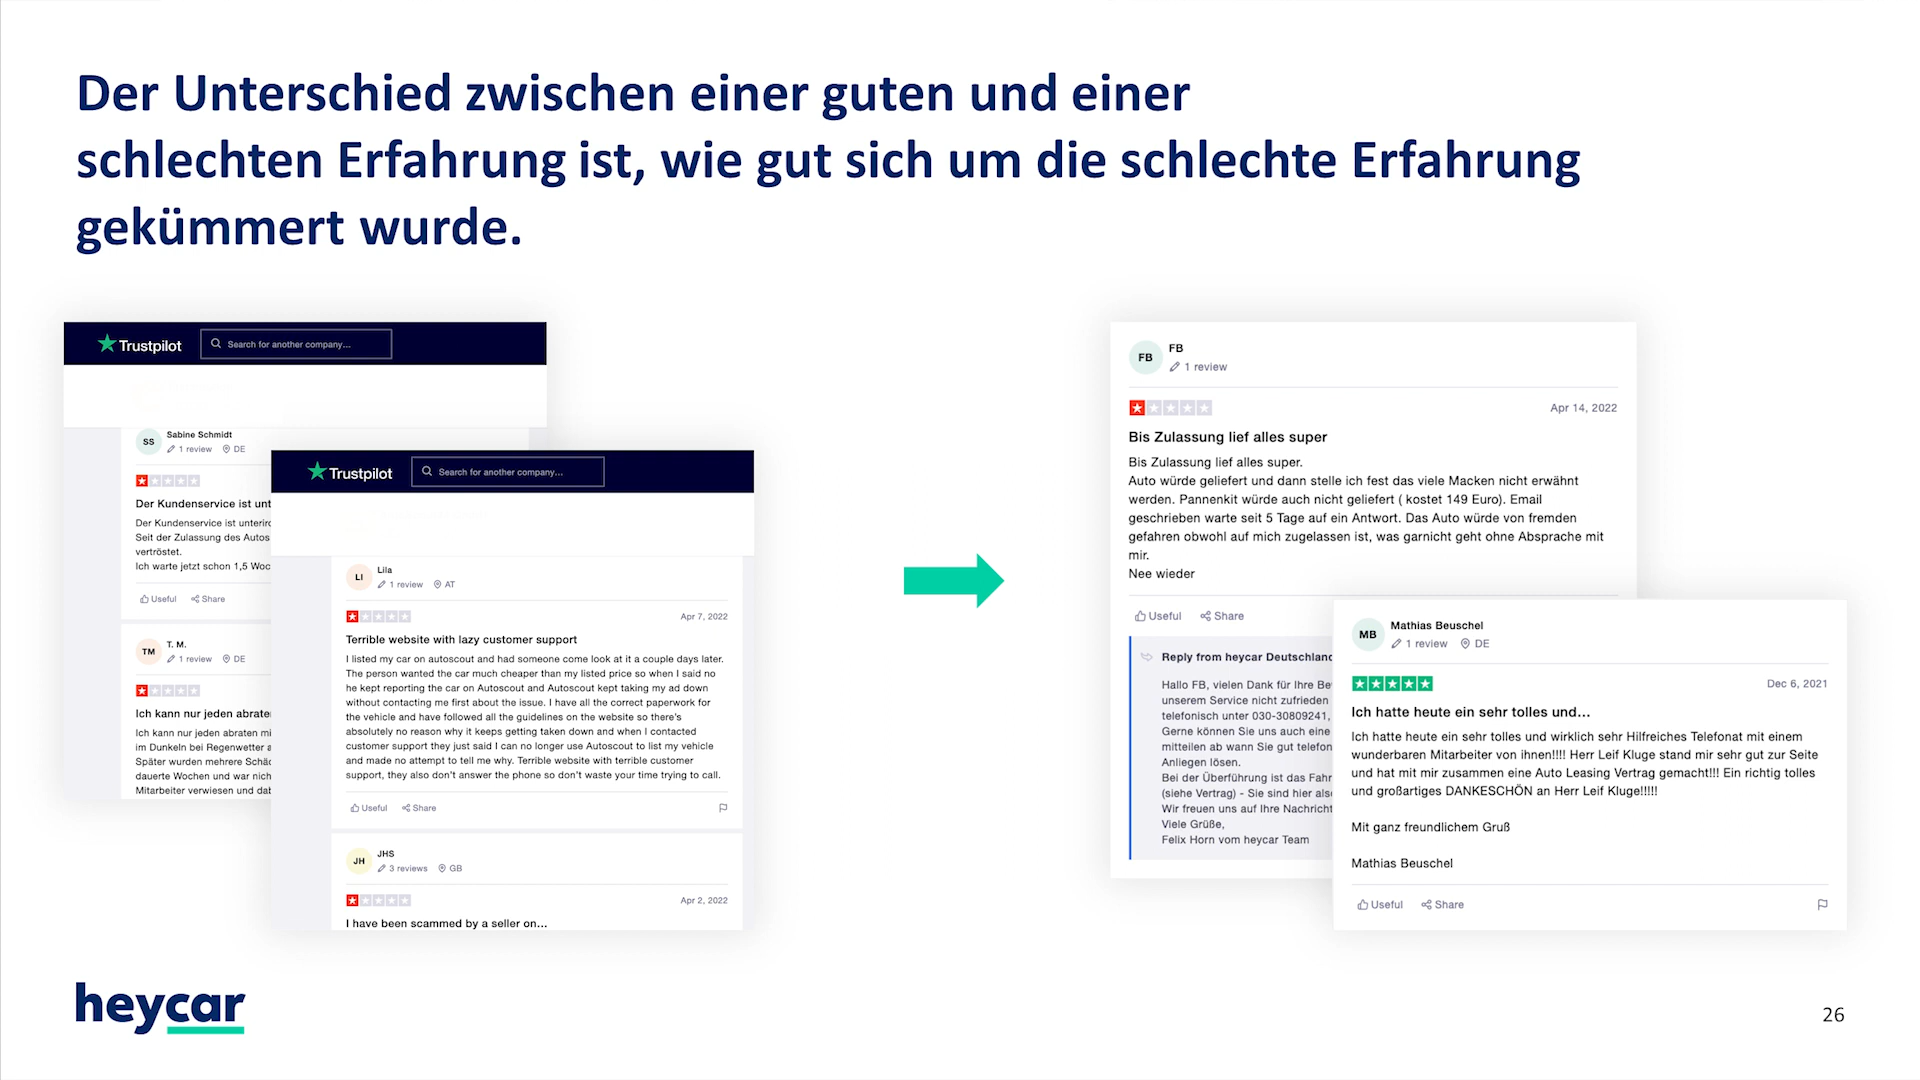 Der Unterschied zwischen einer guten und einer
schlechten Erfahrung ist, wie gut sich um die schlechte Erfahrung
gekümmert wurde.
Trustpilot
Search for another company...
SS
Sabine Schmidt
1 review DE
Der Kundenservice ist unt
Der Kundenservice ist unterirc
Seit der Zulassung des Autos
vertröstet.
Ich warte jetzt schon 1,5 Woc
Useful Share
TM
T. M.
1 review DE
Ich kann nur jeden abrate
Ich kann nur jeden abraten mi
im Dunkeln bei Regenwetter a
Später wurden mehrere Schäc
dauerte Wochen und war nich
Mitarbeiter verwiesen und dab
Trustpilot
Search for another company...
LI
Lila
1 review AT
Apr 7, 2022
Terrible website with lazy customer support
I listed my car on autoscout and had someone come look at it a couple days later.
The person wanted the car much cheaper than my listed price so when I said no
he kept reporting the car on Autoscout and Autoscout kept taking my ad down
without contacting me first about the issue. I have all the correct paperwork for
the vehicle and have followed all the guidelines on the website so there's
absolutely no reason why it keeps getting taken down and when I contacted
customer support they just said I can no longer use Autoscout to list my vehicle
and made no attempt to tell me why. Terrible website with terrible customer
support, they also don't answer the phone so don't waste your time trying to call.
Useful Share
JH
JHS
3 reviews GB
Apr 2, 2022
I have been scammed by a seller on...
FB
FB
1 review
Apr 14, 2022
Bis Zulassung lief alles super
Bis Zulassung lief alles super.
Auto würde geliefert und dann stelle ich fest das viele Macken nicht erwähnt
werden. Pannenkit würde auch nicht geliefert ( kostet 149 Euro). Email
geschrieben warte seit 5 Tage auf ein Antwort. Das Auto würde von fremden
gefahren obwohl auf mich zugelassen ist, was garnicht geht ohne Absprache mit
mir.
Nee wieder
Useful Share
Reply from heycar Deutschland
Hallo FB, vielen Dank für Ihre Be
unserem Service nicht zufrieden
telefonisch unter 030-30809241,
Gerne können Sie uns auch eine
mitteilen ab wann Sie gut telefon
Anliegen lösen.
Bei der Überführung ist das Fahr
(siehe Vertrag) - Sie sind hier als
Wir freuen uns auf Ihre Nachricht
Viele Grüße,
Felix Horn vom heycar Team
MB
Mathias Beuschel
1 review DE
Dec 6, 2021
Ich hatte heute ein sehr tolles und...
Ich hatte heute ein sehr tolles und wirklich sehr Hilfreiches Telefonat mit einem
wunderbaren Mitarbeiter von ihnen!!!! Herr Leif Kluge stand mir sehr gut zur Seite
und hat mit mir zusammen eine Auto Leasing Vertrag gemacht!!! Ein richtig tolles
und großartiges DANKESCHÖN an Herr Leif Kluge!!!!!
Mit ganz freundlichem Gruß
Mathias Beuschel
Useful Share
heycar
26